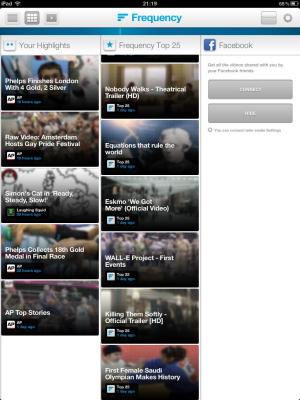 iPad
21:19
Frequency
Your Highlights
Phelps Finishes London
With 4 Gold, 2 Silver
AP
AP
18 hours ago
Raw Video: Amsterdam
Hosts Gay Pride Festival
AP
AP
19 hours ago
Simon's Cat in 'Ready,
Steady, Slow!'
Laughing Squid
Phelps Collects 18th Gold
Medal in Final Race
AP
AP
AP Top Stories
AP
AP
1 day ago
Frequency Top 25
Nobody Walks - Theatrical
Trailer (HD)
Top 25
1 day ago
Equations that rule the
world
Top 25
1 day ago
Eskmo 'We Got
More' (Official Video)
Top 25
1 day ago
WALL-E Project - First
Events
Top 25
1 day ago
Killing Them Softly -
Official Trailer [HD]
Top 25
1 day ago
First Female Saudi
Olympian Makes History
Top 25
1 day ago
Facebook
Get all the videos shared with you by
your Facebook friends.
CONNECT
HIDE
You can connect later inside Settings